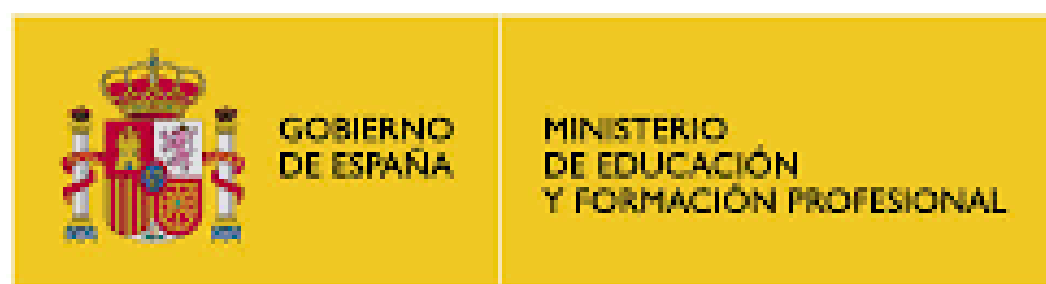 GOBIERNO
DE ESPAÑA
MINISTERIO
DE EDUCACIÓN
Y FORMACIÓN PROFESIONAL